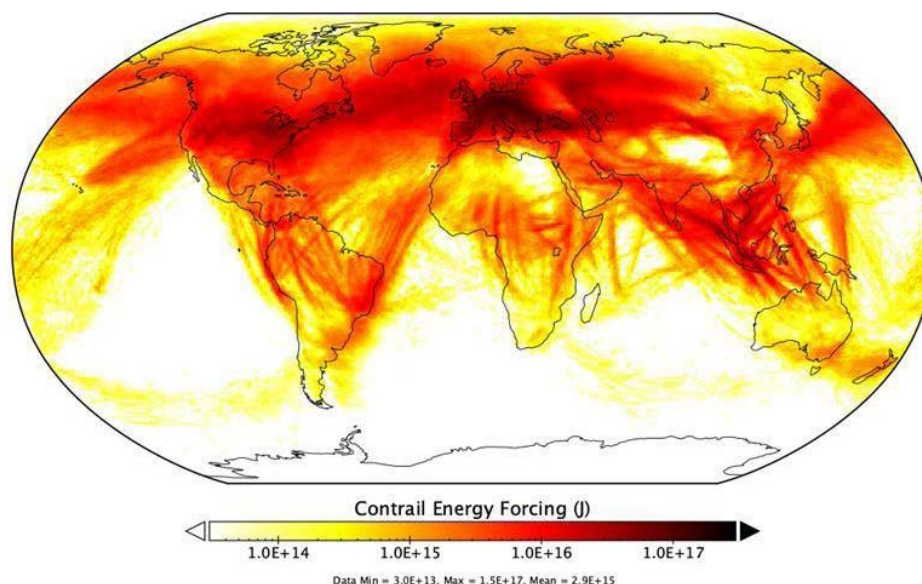 Contrail Energy Forcing (J)
1.0E+14 1.0E+15 1.0E+16 1.0E+17
Data Min = 3.0E+13, Max = 1.5E+17, Mean = 2.9E+15